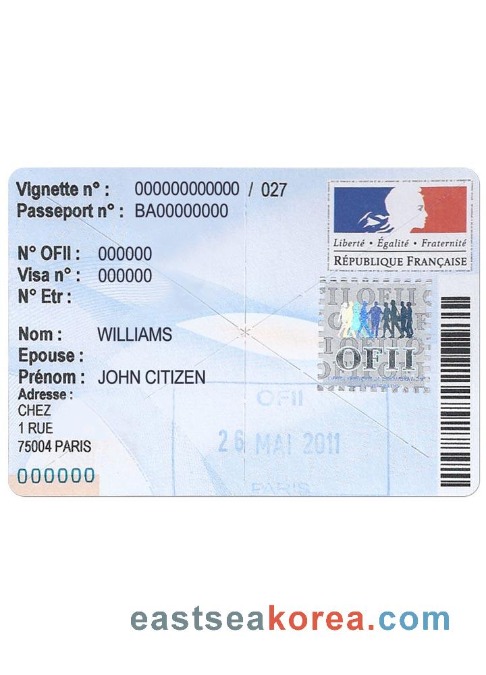 Vignette n° : 000000000000 / 027
Passeport n° : BA00000000
Liberté • Égalité • Fraternité
RÉPUBLIQUE FRANÇAISE
N° OFII : 000000
Visa n° : 000000
N° Etr :
OFII
Nom : WILLIAMS
Epouse :
Prénom : JOHN CITIZEN
Adresse :
CHEZ
1 RUE
75004 PARIS
000000
OFII
26 MAI 2011
PARIS
eastseakorea.com